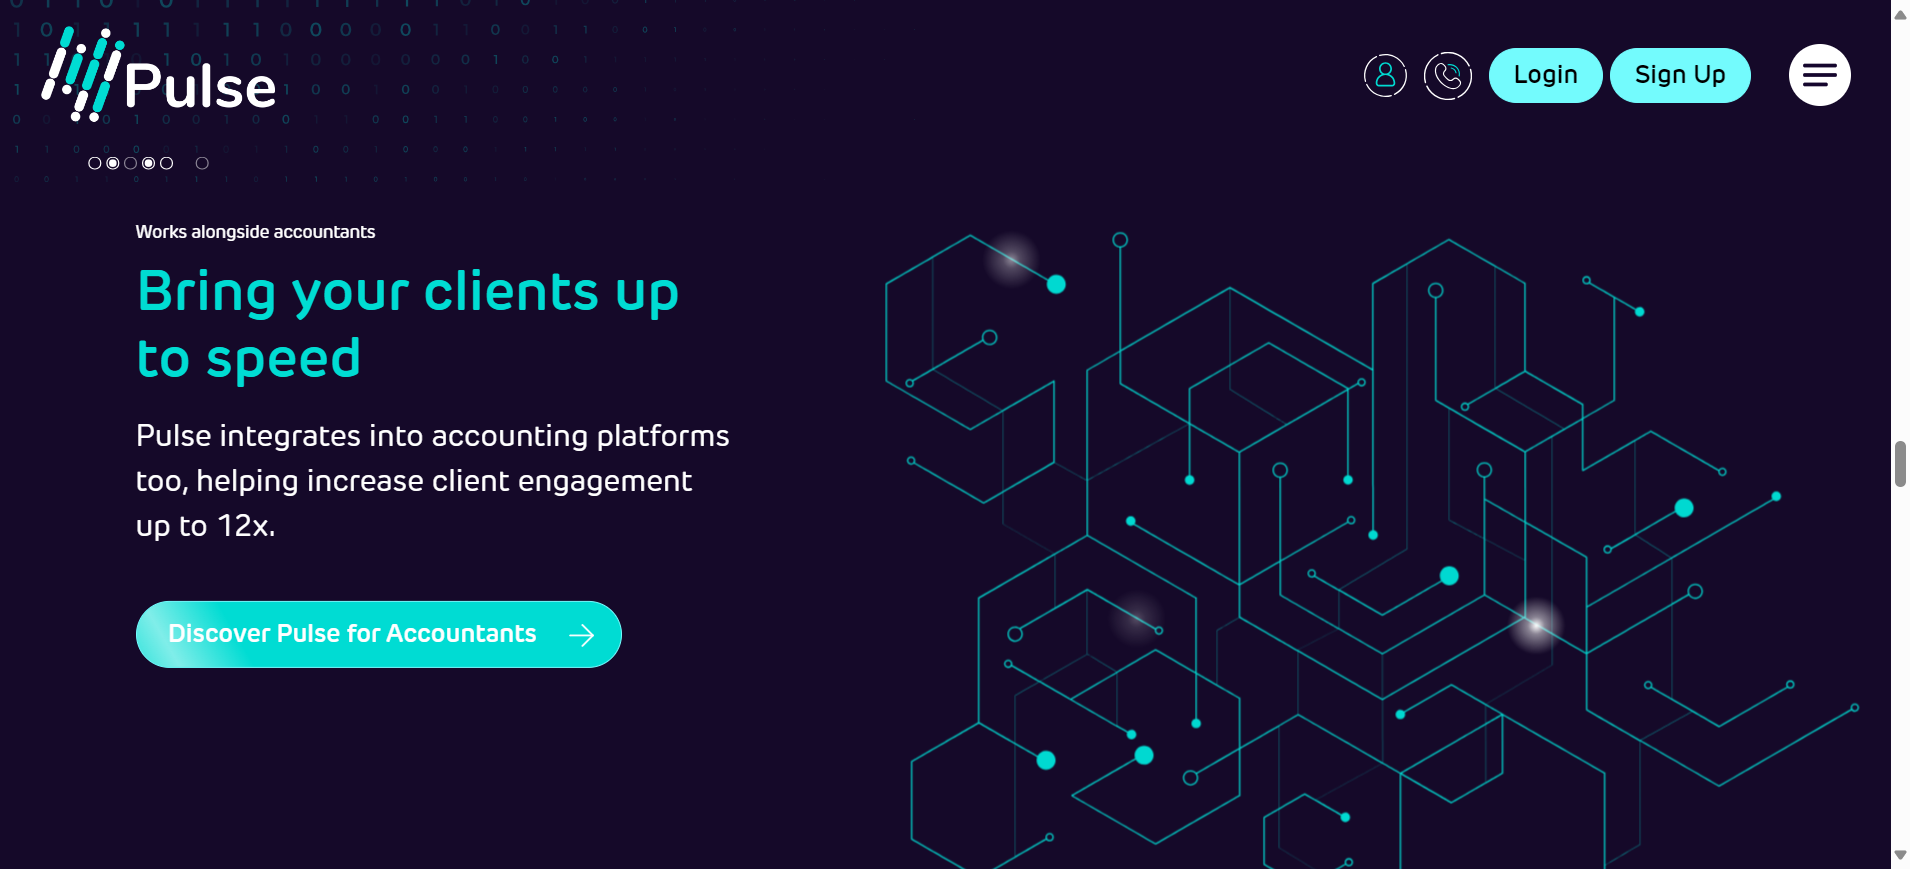 Pulse
Login
Sign Up
Works alongside accountants
Bring your clients up
to speed
Pulse integrates into accounting platforms
too, helping increase client engagement
up to 12x.
Discover Pulse for Accountants